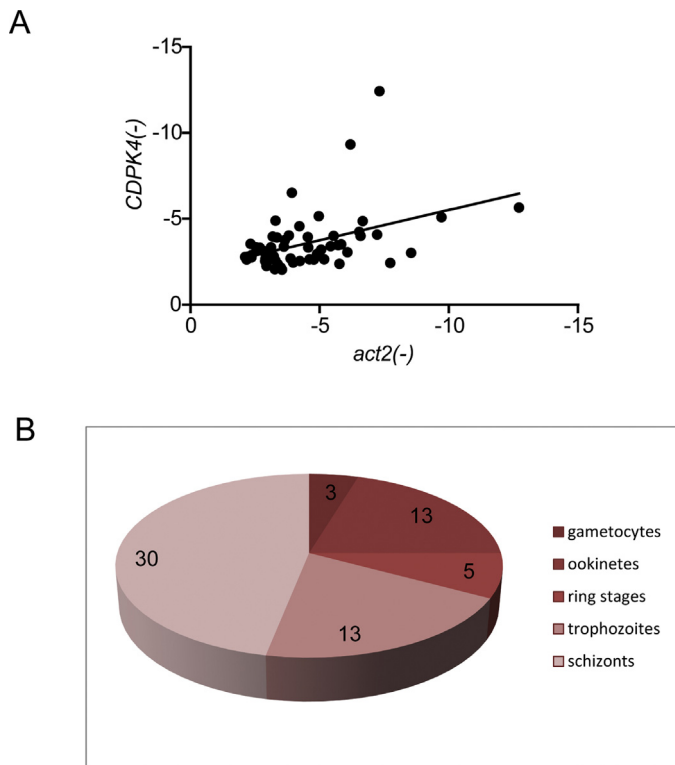 A
-15
-10
CDPK4(-)
-5
0
0 -5 -10 -15
act2(-)
B
3
13
30
5
13
gametocytes
ookinetes
ring stages
trophozoites
schizonts